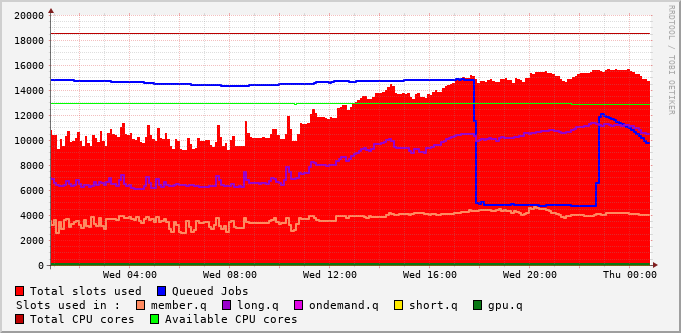 20000
18000
16000
14000
12000
10000
8000
6000
4000
2000
0
Wed 04:00 Wed 08:00 Wed 12:00 Wed 16:00 Wed 20:00 Thu 00:00
RRDTOOL / TOBI OETIKER
Total slots used Queued Jobs
Slots used in : member.q long.q ondemand.q short.q gpu.q
Total CPU cores Available CPU cores